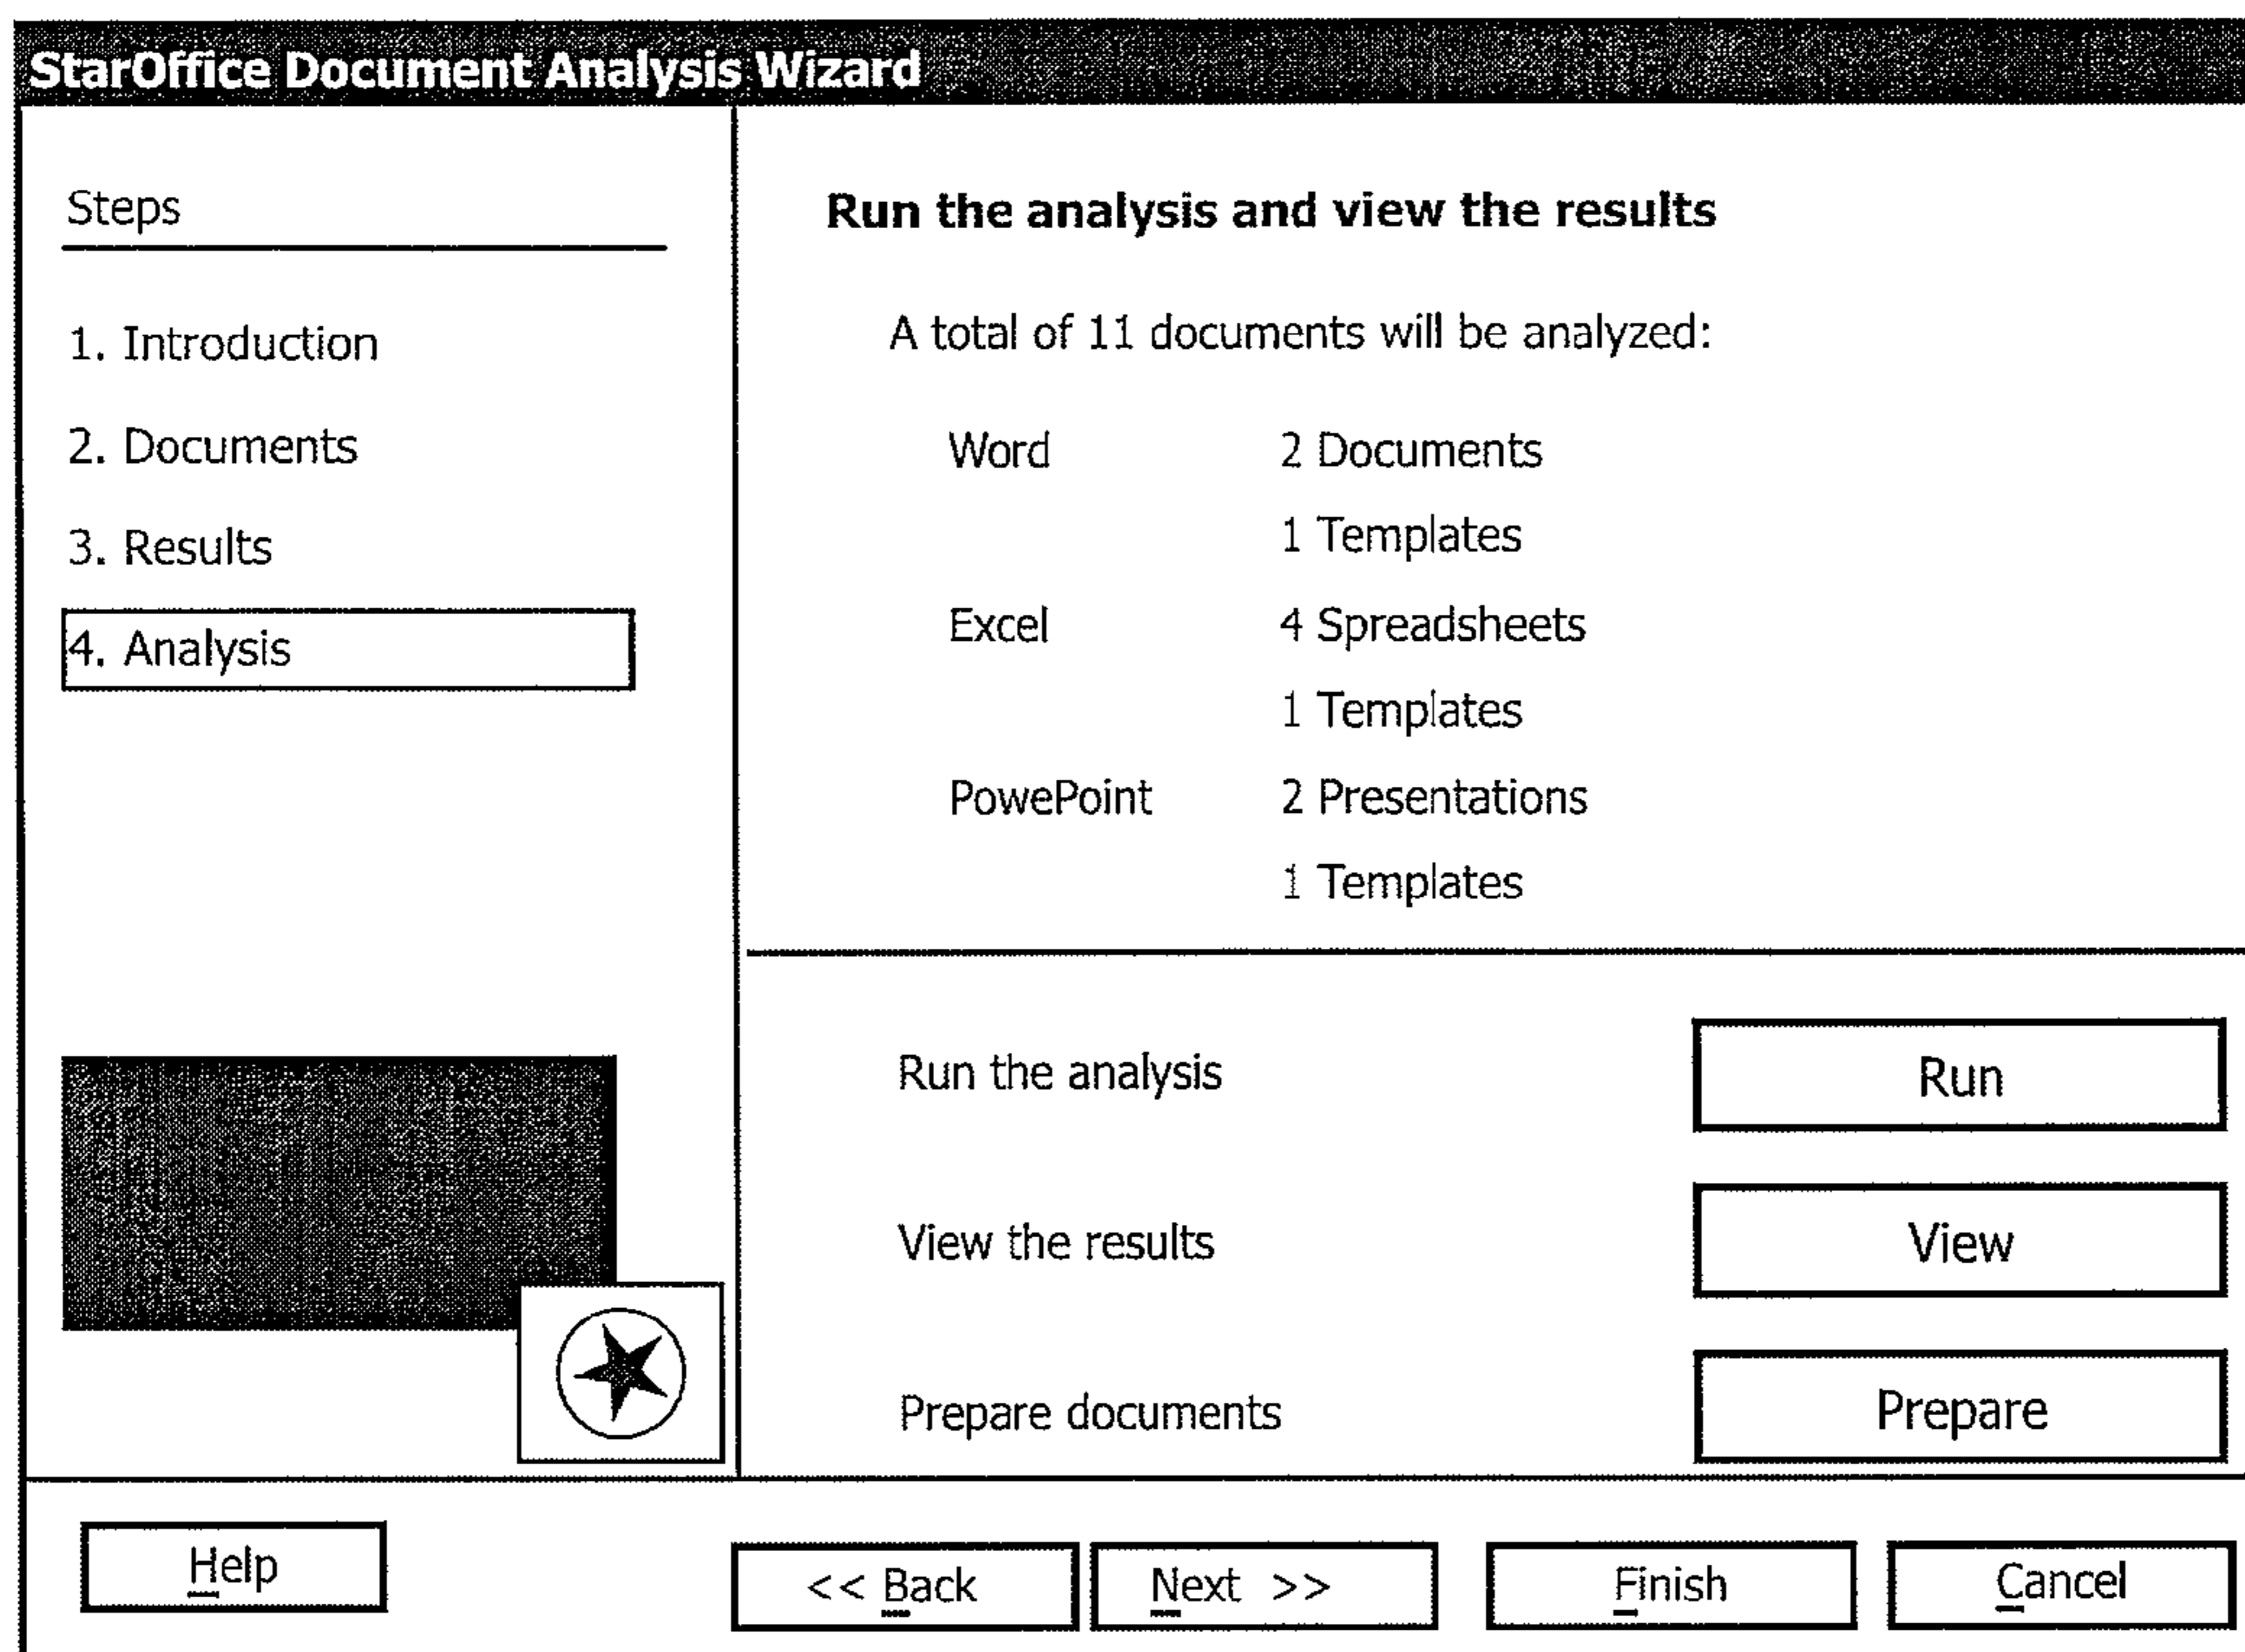 StarOffice Document Analysis Wizard
Steps
1. Introduction
2. Documents
3. Results
4. Analysis
Run the analysis and view the results
A total of 11 documents will be analyzed:
Word 2 Documents
1 Templates
Excel 4 Spreadsheets
1 Templates
PowePoint 2 Presentations
1 Templates
Run the analysis Run
View the results View
Prepare documents Prepare
Help << Back Next >> Finish Cancel